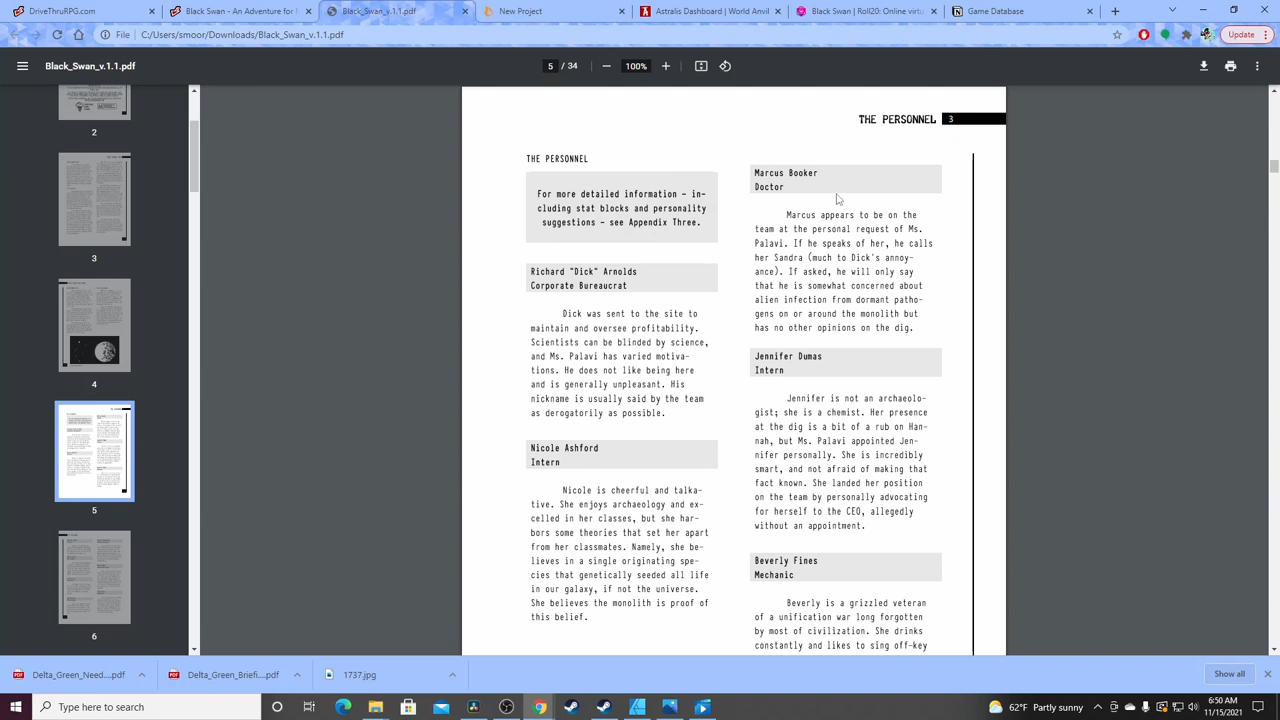 DriveThruRPG.com
Black Swan - An Adventure for M
Black_Swan_v.1.1.pdf
New Project
Astralis Dashboard | World Anvil
Black Swan | Roll20: Online virtu
Game Database
File
C:/Users/smoor/Downloads/Black_Swan_v.1.1.pdf
Update
Black_Swan_v.1.1.pdf
5 / 34
100%
2
3
4
5
6
THE PERSONNEL
3
THE PERSONNEL
For more detailed information – in-
cluding stat blocks and personality
suggestions – see Appendix Three.
Richard "Dick" Arnolds
Corporate Bureaucrat
Dick was sent to the site to
maintain and oversee profitability.
Scientists can be blinded by science,
and Ms. Palavi has varied motiva-
tions. He does not like being here
and is generally unpleasant. His
nickname is usually said by the team
as derogatorily as possible.
Nicole Ashford
Intern
Nicole is cheerful and talka-
tive. She enjoys archaeology and ex-
celled in her classes, but she har-
bors some theories that set her apart
from her classmates. Namely, she be-
lieves in a single originating spe-
cies that genetically seeded all life
in our galaxy, if not the universe.
She believes the monolith is proof of
this belief.
Marcus Booker
Doctor
Marcus appears to be on the
team at the personal request of Ms.
Palavi. If he speaks of her, he calls
her Sandra (much to Dick's annoy-
ance). If asked, he will only say
that he is somewhat concerned about
alien infection from dormant patho-
gens on or around the monolith but
has no other opinions on the dig.
Jennifer Dumas
Intern
Jennifer is not an archaeolo-
gist; she is a chemist. Her presence
at the dig is a bit of a rub on Han-
nah, but Ms. Palavi appointed Jen-
nifer personally. She is incredibly
smart, and not afraid of making that
fact known. She landed her position
on the team by personally advocating
for herself to the CEO, allegedly
without an appointment.
Beverly Fines
Mechanic
Beverly is a grizzled veteran
of a unification war long forgotten
by most of civilization. She drinks
constantly and likes to sing off-key
Delta_Green_Need....pdf
Delta_Green_Briefi....pdf
1737.jpg
Show all
Type here to search
62°F Partly sunny
6:50 AM
11/15/2021